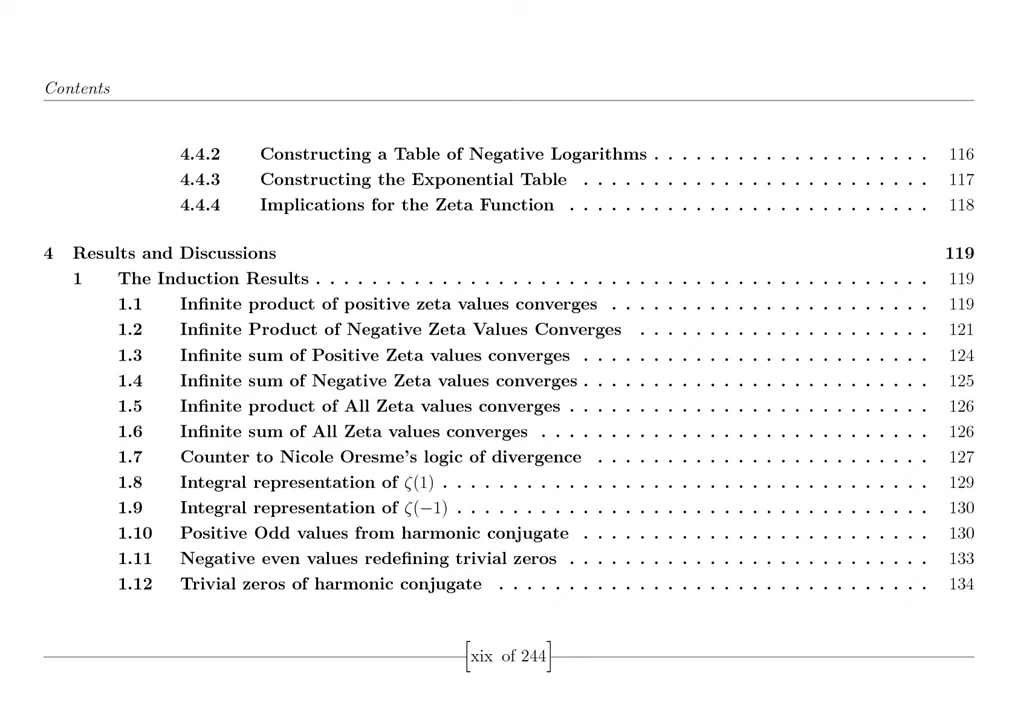 Contents
4.4.2 Constructing a Table of Negative Logarithms . . . . . . . . . . . . . . . . . . . . 116
4.4.3 Constructing the Exponential Table . . . . . . . . . . . . . . . . . . . . . . . . . 117
4.4.4 Implications for the Zeta Function . . . . . . . . . . . . . . . . . . . . . . . . . . 118
4 Results and Discussions 119
1 The Induction Results . . . . . . . . . . . . . . . . . . . . . . . . . . . . . . . . . . . . . . . . . . . . 119
1.1 Infinite product of positive zeta values converges . . . . . . . . . . . . . . . . . . . . . . . 119
1.2 Infinite Product of Negative Zeta Values Converges . . . . . . . . . . . . . . . . . . . . . 121
1.3 Infinite sum of Positive Zeta values converges . . . . . . . . . . . . . . . . . . . . . . . . . 124
1.4 Infinite sum of Negative Zeta values converges . . . . . . . . . . . . . . . . . . . . . . . . . 125
1.5 Infinite product of All Zeta values converges . . . . . . . . . . . . . . . . . . . . . . . . . . 126
1.6 Infinite sum of All Zeta values converges . . . . . . . . . . . . . . . . . . . . . . . . . . . . 126
1.7 Counter to Nicole Oresme's logic of divergence . . . . . . . . . . . . . . . . . . . . . . . . 127
1.8 Integral representation of ζ(1) . . . . . . . . . . . . . . . . . . . . . . . . . . . . . . . . . . . 129
1.9 Integral representation of ζ(−1) . . . . . . . . . . . . . . . . . . . . . . . . . . . . . . . . . . 130
1.10 Positive Odd values from harmonic conjugate . . . . . . . . . . . . . . . . . . . . . . . . . 130
1.11 Negative even values redefining trivial zeros . . . . . . . . . . . . . . . . . . . . . . . . . . 133
1.12 Trivial zeros of harmonic conjugate . . . . . . . . . . . . . . . . . . . . . . . . . . . . . . . 134
[xix of 244]